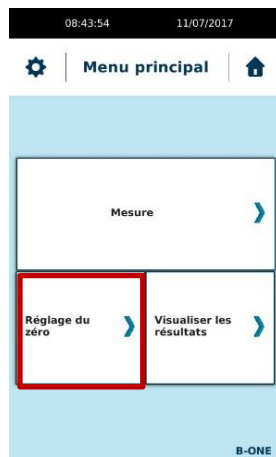 08:43:54 11/07/2017
Menu principal
Mesure
Réglage du
zéro
Visualiser les
résultats
B-ONE